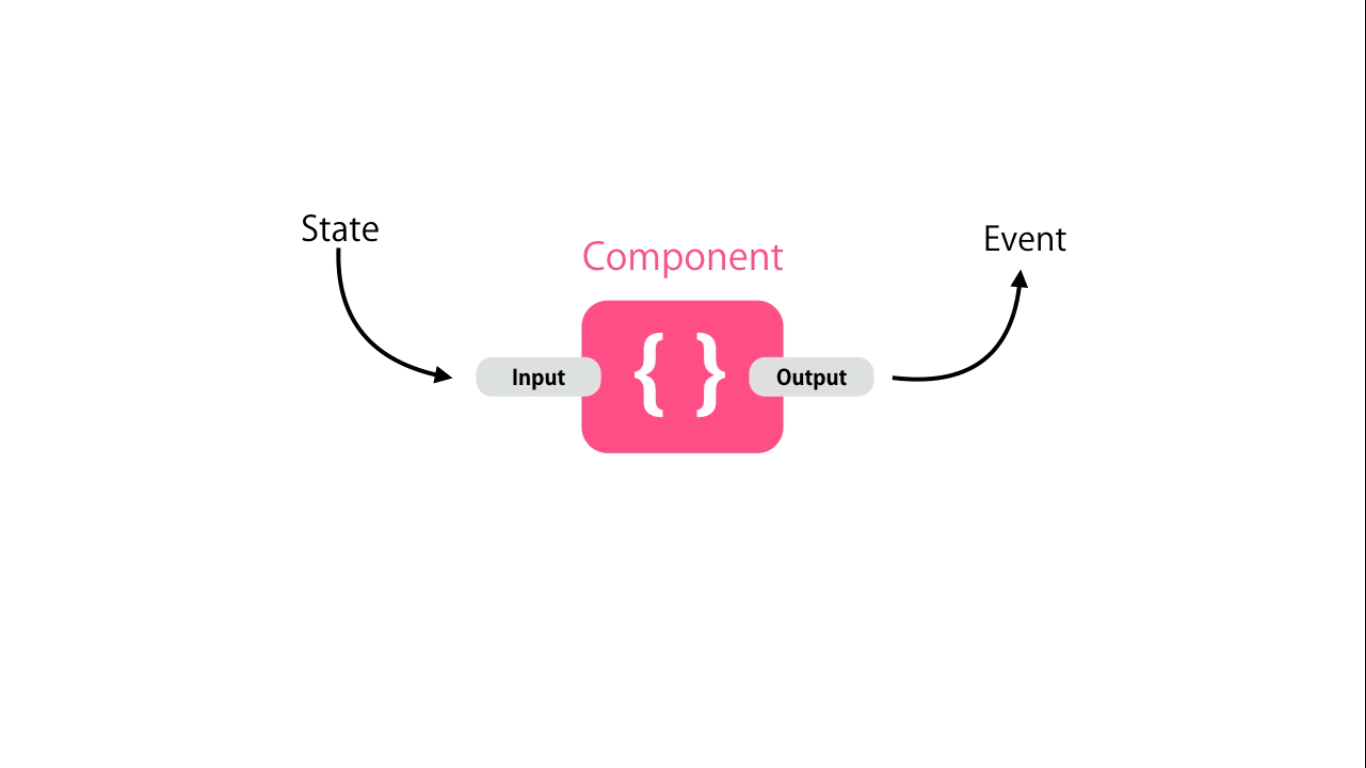 State
Event
Component
{ }
Input
Output